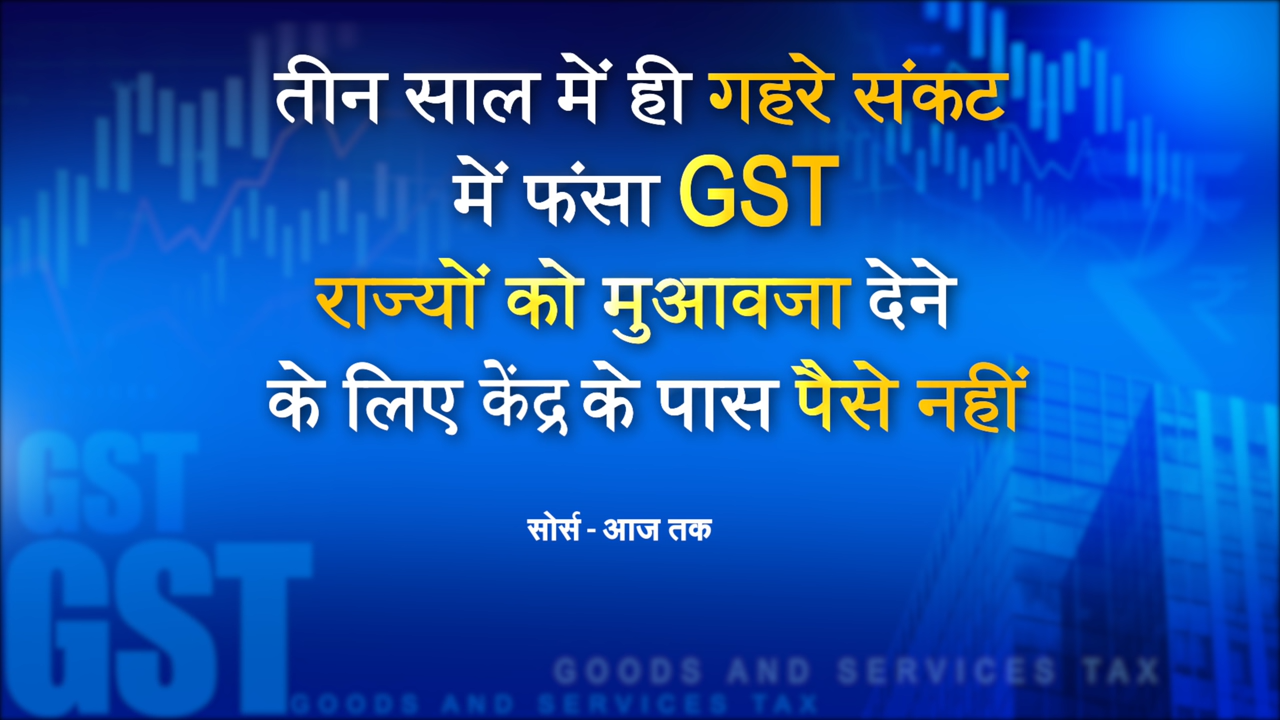 तीन साल में ही गहरे संकट
में फंसा GST
राज्यों को मुआवजा देने
के लिए केंद्र के पास पैसे नहीं
सोर्स - आज तक
GST
GST
GOODS AND SERVICES TAX
GOODS AND SERVICES TAX